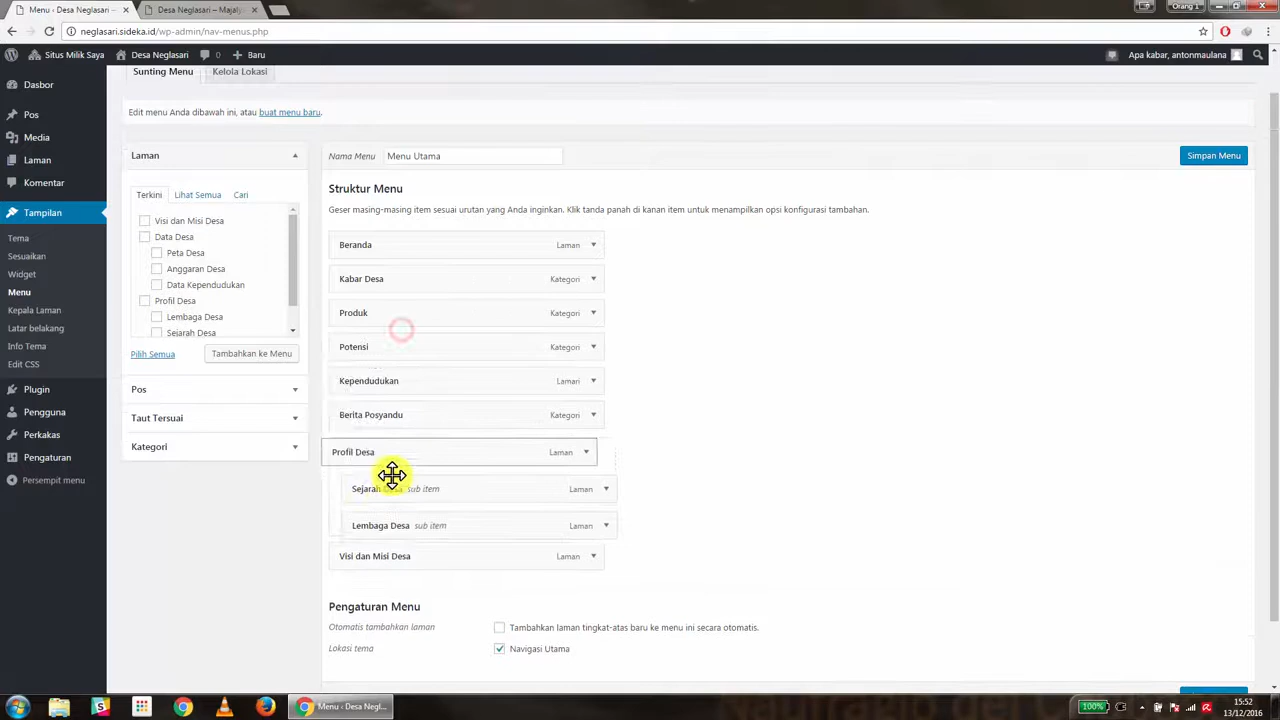 Menu ‹ Desa Neglasari –
Desa Neglasari – Majaly
Orang 1
neglasari.sideka.id/wp-admin/nav-menus.php
Situs Milik Saya
Desa Neglasari
0
Baru
Apa kabar, antonmaulana
Dasbor
Pos
Media
Laman
Komentar
Tampilan
Tema
Sesuaikan
Widget
Menu
Kepala Laman
Latar belakang
Info Tema
Edit CSS
Plugin
Pengguna
Perkakas
Pengaturan
Persempit menu
Sunting Menu
Kelola Lokasi
Edit menu Anda dibawah ini, atau buat menu baru.
Laman
Terkini
Lihat Semua
Cari
Visi dan Misi Desa
Data Desa
Peta Desa
Anggaran Desa
Data Kependudukan
Profil Desa
Lembaga Desa
Sejarah Desa
Pilih Semua
Tambahkan ke Menu
Pos
Taut Tersuai
Kategori
Nama Menu
Menu Utama
Simpan Menu
Struktur Menu
Geser masing-masing item sesuai urutan yang Anda inginkan. Klik tanda panah di kanan item untuk menampilkan opsi konfigurasi tambahan.
Beranda Laman
Kabar Desa Kategori
Produk Kategori
Potensi Kategori
Kependudukan Laman
Berita Posyandu Kategori
Profil Desa Laman
Sejarah Desa sub item Laman
Lembaga Desa sub item Laman
Visi dan Misi Desa Laman
Pengaturan Menu
Otomatis tambahkan laman
Tambahkan laman tingkat-atas baru ke menu ini secara otomatis.
Lokasi tema
Navigasi Utama
Menu ‹ Desa Negl...
100%
15:52
13/12/2016